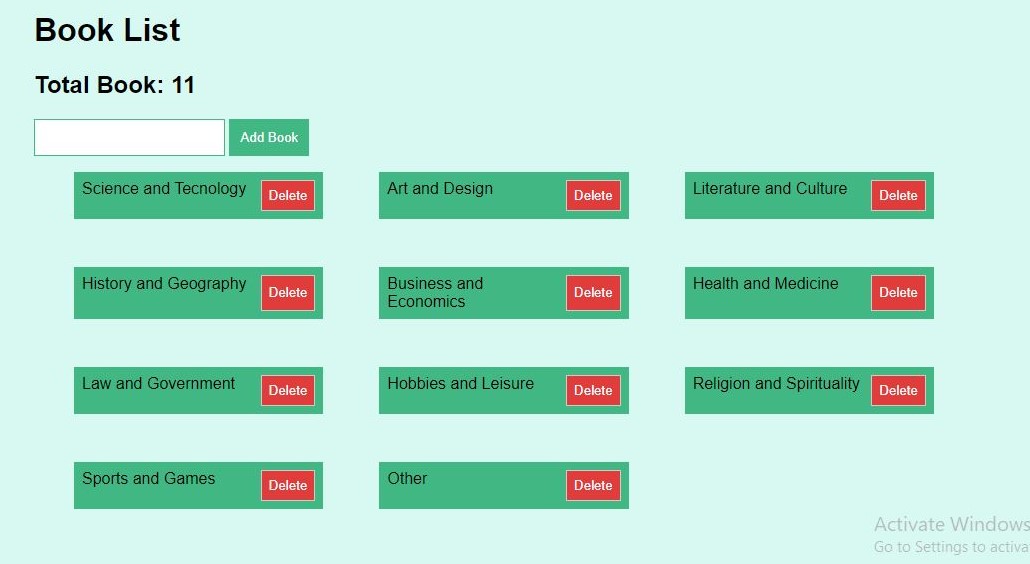 Book List
Total Book: 11
Add Book
Science and Tecnology
Delete
Art and Design
Delete
Literature and Culture
Delete
History and Geography
Delete
Business and
Economics
Delete
Health and Medicine
Delete
Law and Government
Delete
Hobbies and Leisure
Delete
Religion and Spirituality
Delete
Sports and Games
Delete
Other
Delete
Activate Windows
Go to Settings to activa